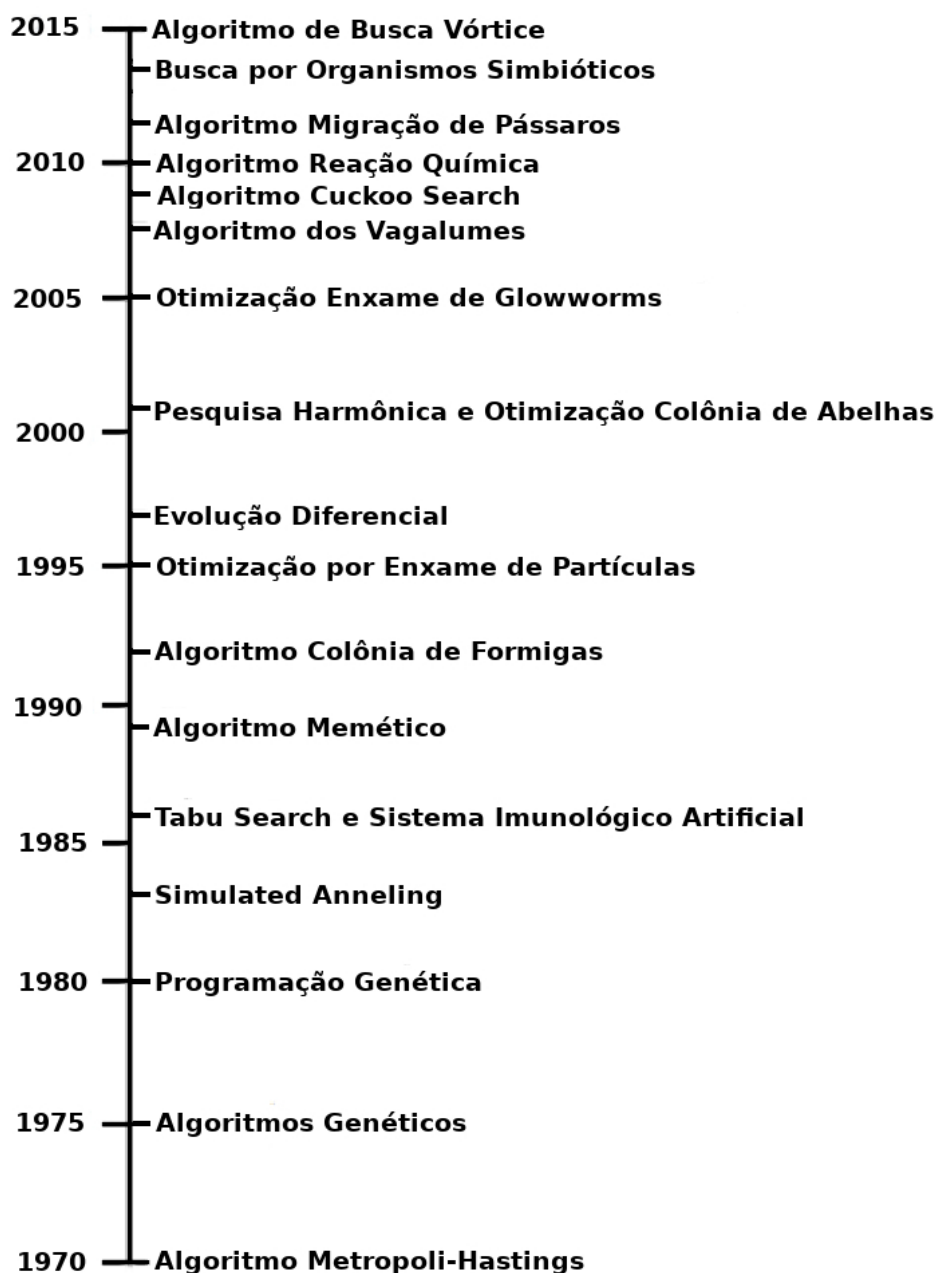 2015 Algoritmo de Busca Vórtice
Busca por Organismos Simbióticos
Algoritmo Migração de Pássaros
2010 Algoritmo Reação Química
Algoritmo Cuckoo Search
Algoritmo dos Vagalumes
2005 Otimização Enxame de Glowworms
Pesquisa Harmônica e Otimização Colônia de Abelhas
2000
Evolução Diferencial
1995 Otimização por Enxame de Partículas
Algoritmo Colônia de Formigas
1990
Algoritmo Memético
Tabu Search e Sistema Imunológico Artificial
1985
Simulated Anneling
1980 Programação Genética
1975 Algoritmos Genéticos
1970 Algoritmo Metropoli-Hastings